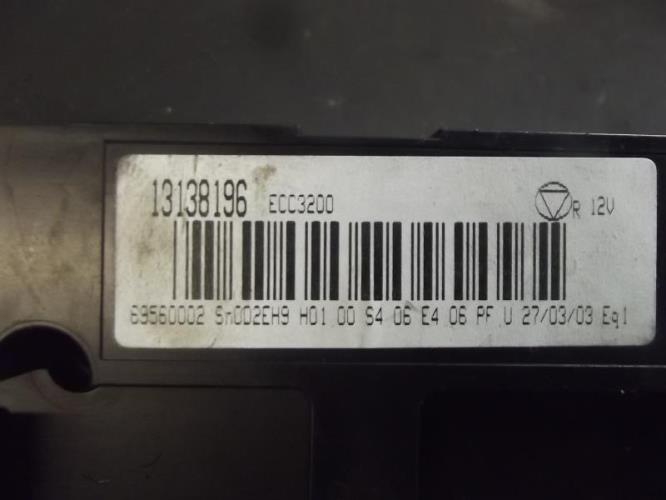 13138196 ECC3200 R 12V
69560002 Sn002EH9 H01 00 S4 06 E4 06 PF U 27/03/03 Eq1